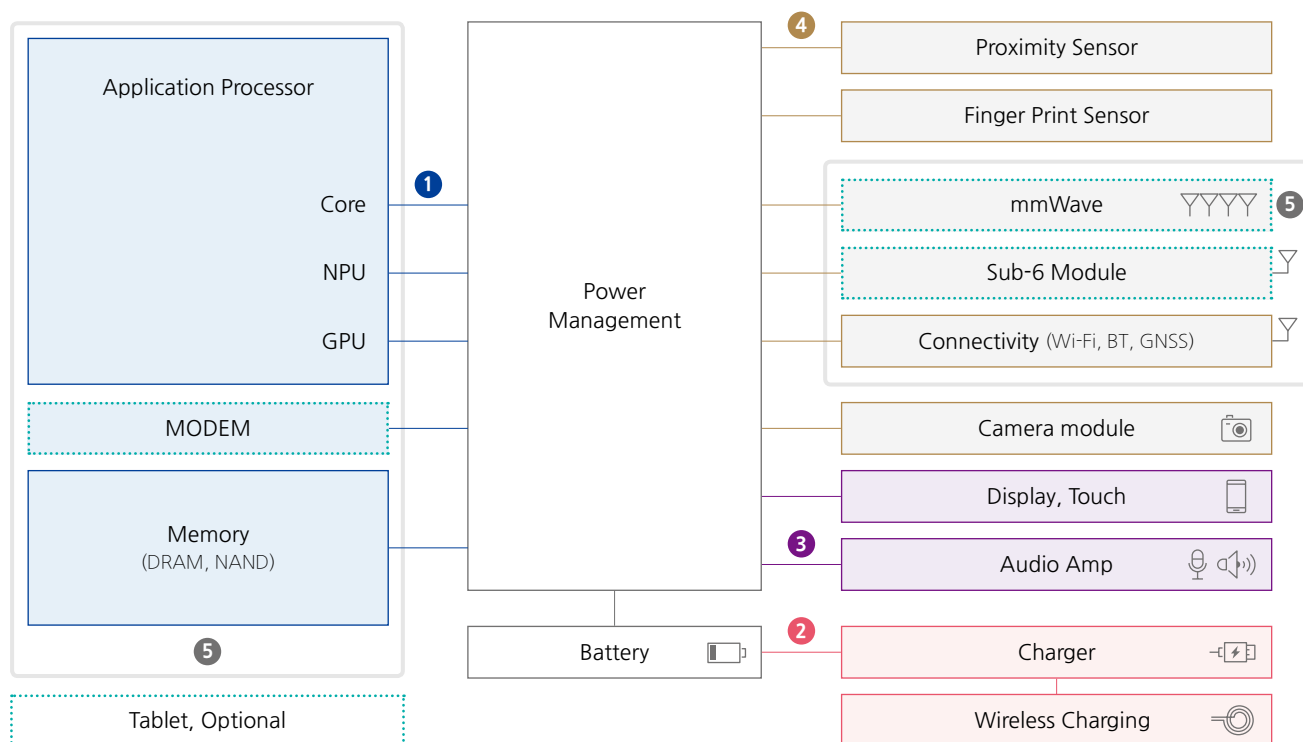 Application Processor
Core
NPU
GPU
1
MODEM
Memory
(DRAM, NAND)
5
Tablet, Optional
Power
Management
Battery
4
Proximity Sensor
Finger Print Sensor
mmWave
5
Sub-6 Module
Connectivity (Wi-Fi, BT, GNSS)
Camera module
Display, Touch
3
Audio Amp
2
Charger
Wireless Charging